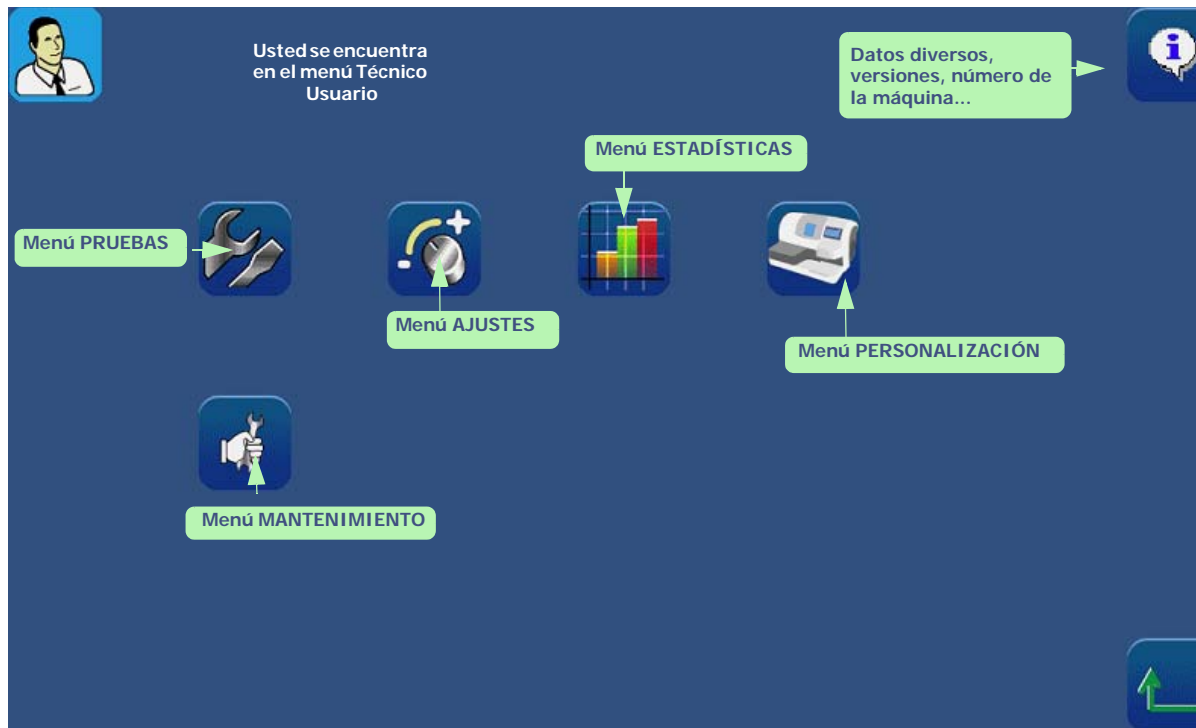 Usted se encuentra
en el menú Técnico
Usuario
Datos diversos,
versiones, número de
la máquina...
Menú ESTADÍSTICAS
Menú PRUEBAS
Menú AJUSTES
Menú PERSONALIZACIÓN
Menú MANTENIMIENTO